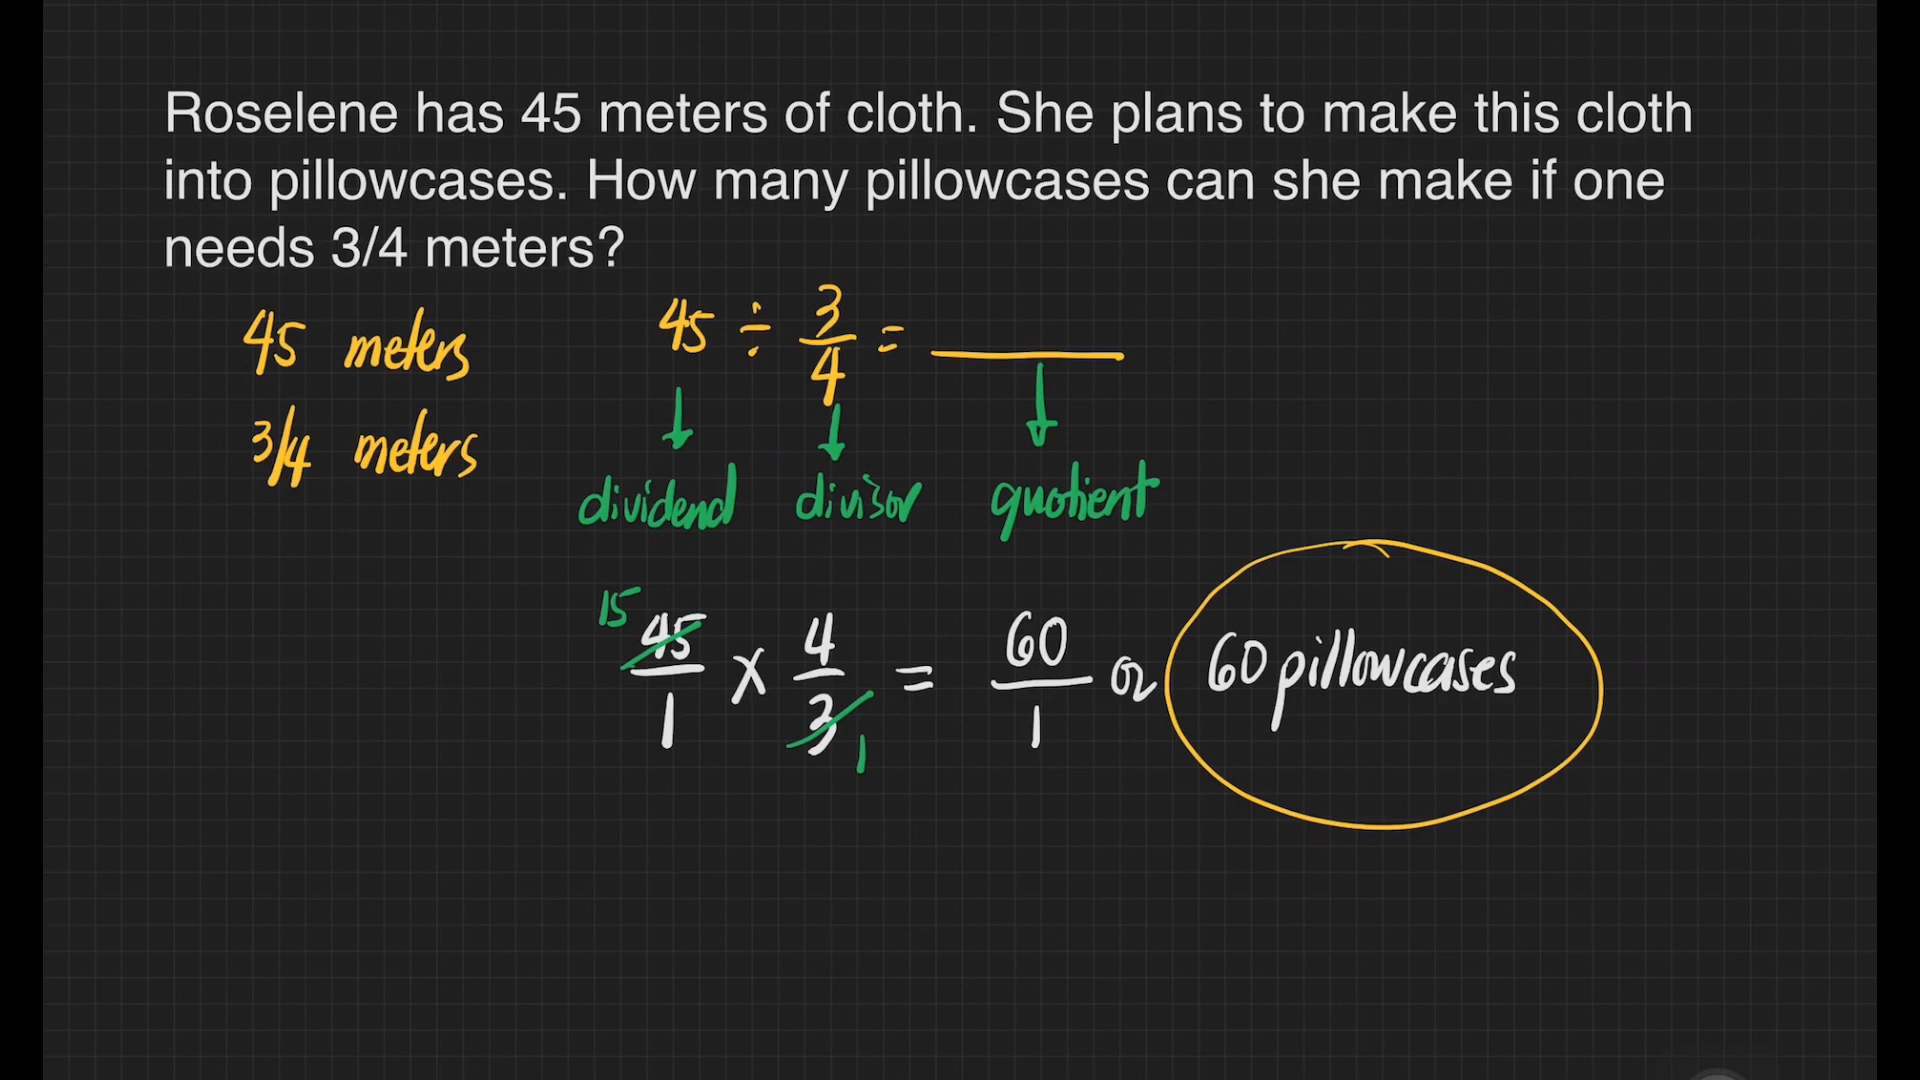 Roselene has 45 meters of cloth. She plans to make this cloth
into pillowcases. How many pillowcases can she make if one
needs 3/4 meters?
45 meters
3/4 meters
45 ÷ 3/4 = ____
dividend divisor quotient
15
45/1 x 4/3 = 60/1 or 60 pillowcases
1